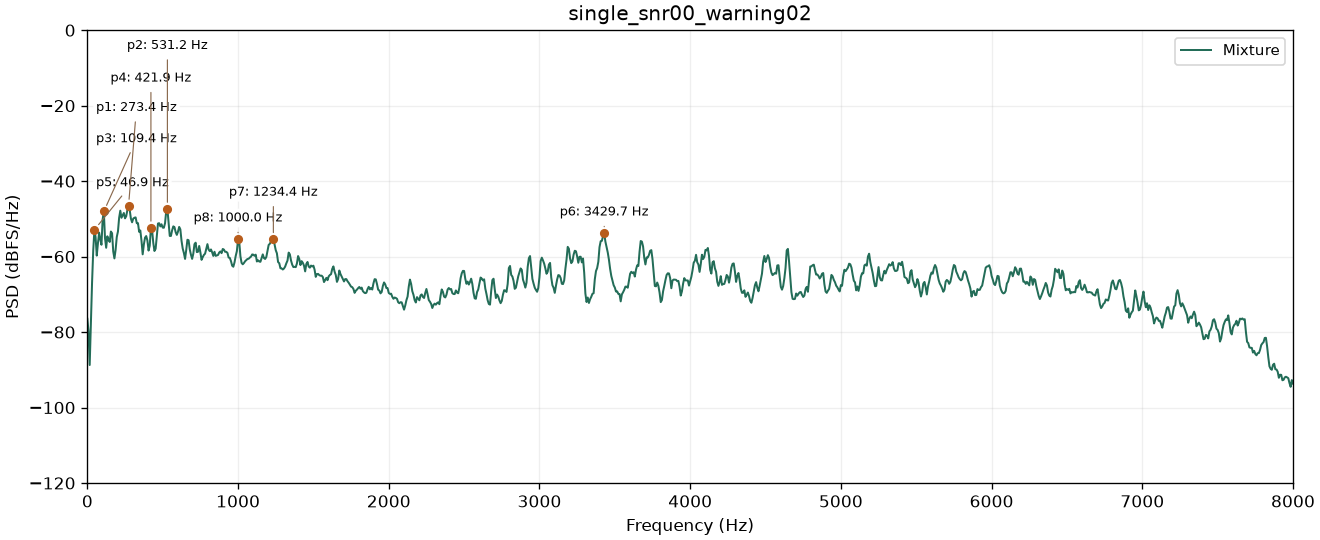 single_snr00_warning02
Mixture
p2: 531.2 Hz
p4: 421.9 Hz
p1: 273.4 Hz
p3: 109.4 Hz
p5: 46.9 Hz
p7: 1234.4 Hz
p8: 1000.0 Hz
p6: 3429.7 Hz
PSD (dBFS/Hz)
0
−20
−40
−60
−80
−100
−120
0 1000 2000 3000 4000 5000 6000 7000 8000
Frequency (Hz)